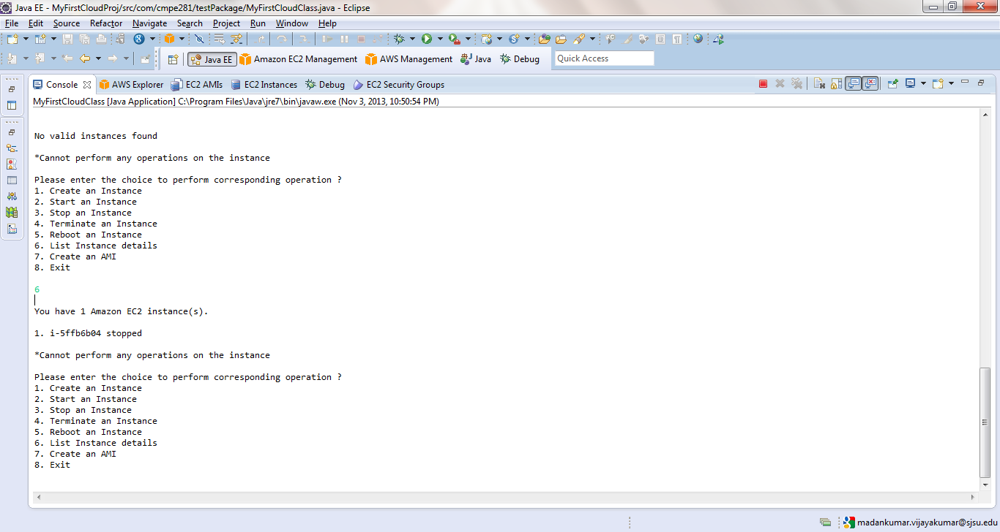 Java EE - MyFirstCloudProj/src/com/cmpe281/testPackage/MyFirstCloudClass.java - Eclipse
File Edit Source Refactor Navigate Search Project Run Window Help
Java EE Amazon EC2 Management AWS Management Java Debug Quick Access
Console AWS Explorer EC2 AMIs EC2 Instances Debug EC2 Security Groups
MyFirstCloudClass [Java Application] C:\Program Files\Java\jre7\bin\javaw.exe (Nov 3, 2013, 10:50:54 PM)
No valid instances found
*Cannot perform any operations on the instance
Please enter the choice to perform corresponding operation ?
1. Create an Instance
2. Start an Instance
3. Stop an Instance
4. Terminate an Instance
5. Reboot an Instance
6. List Instance details
7. Create an AMI
8. Exit
6
You have 1 Amazon EC2 instance(s).
1. i-5ffb6b04 stopped
*Cannot perform any operations on the instance
Please enter the choice to perform corresponding operation ?
1. Create an Instance
2. Start an Instance
3. Stop an Instance
4. Terminate an Instance
5. Reboot an Instance
6. List Instance details
7. Create an AMI
8. Exit
madankumar.vijayakumar@sjsu.edu